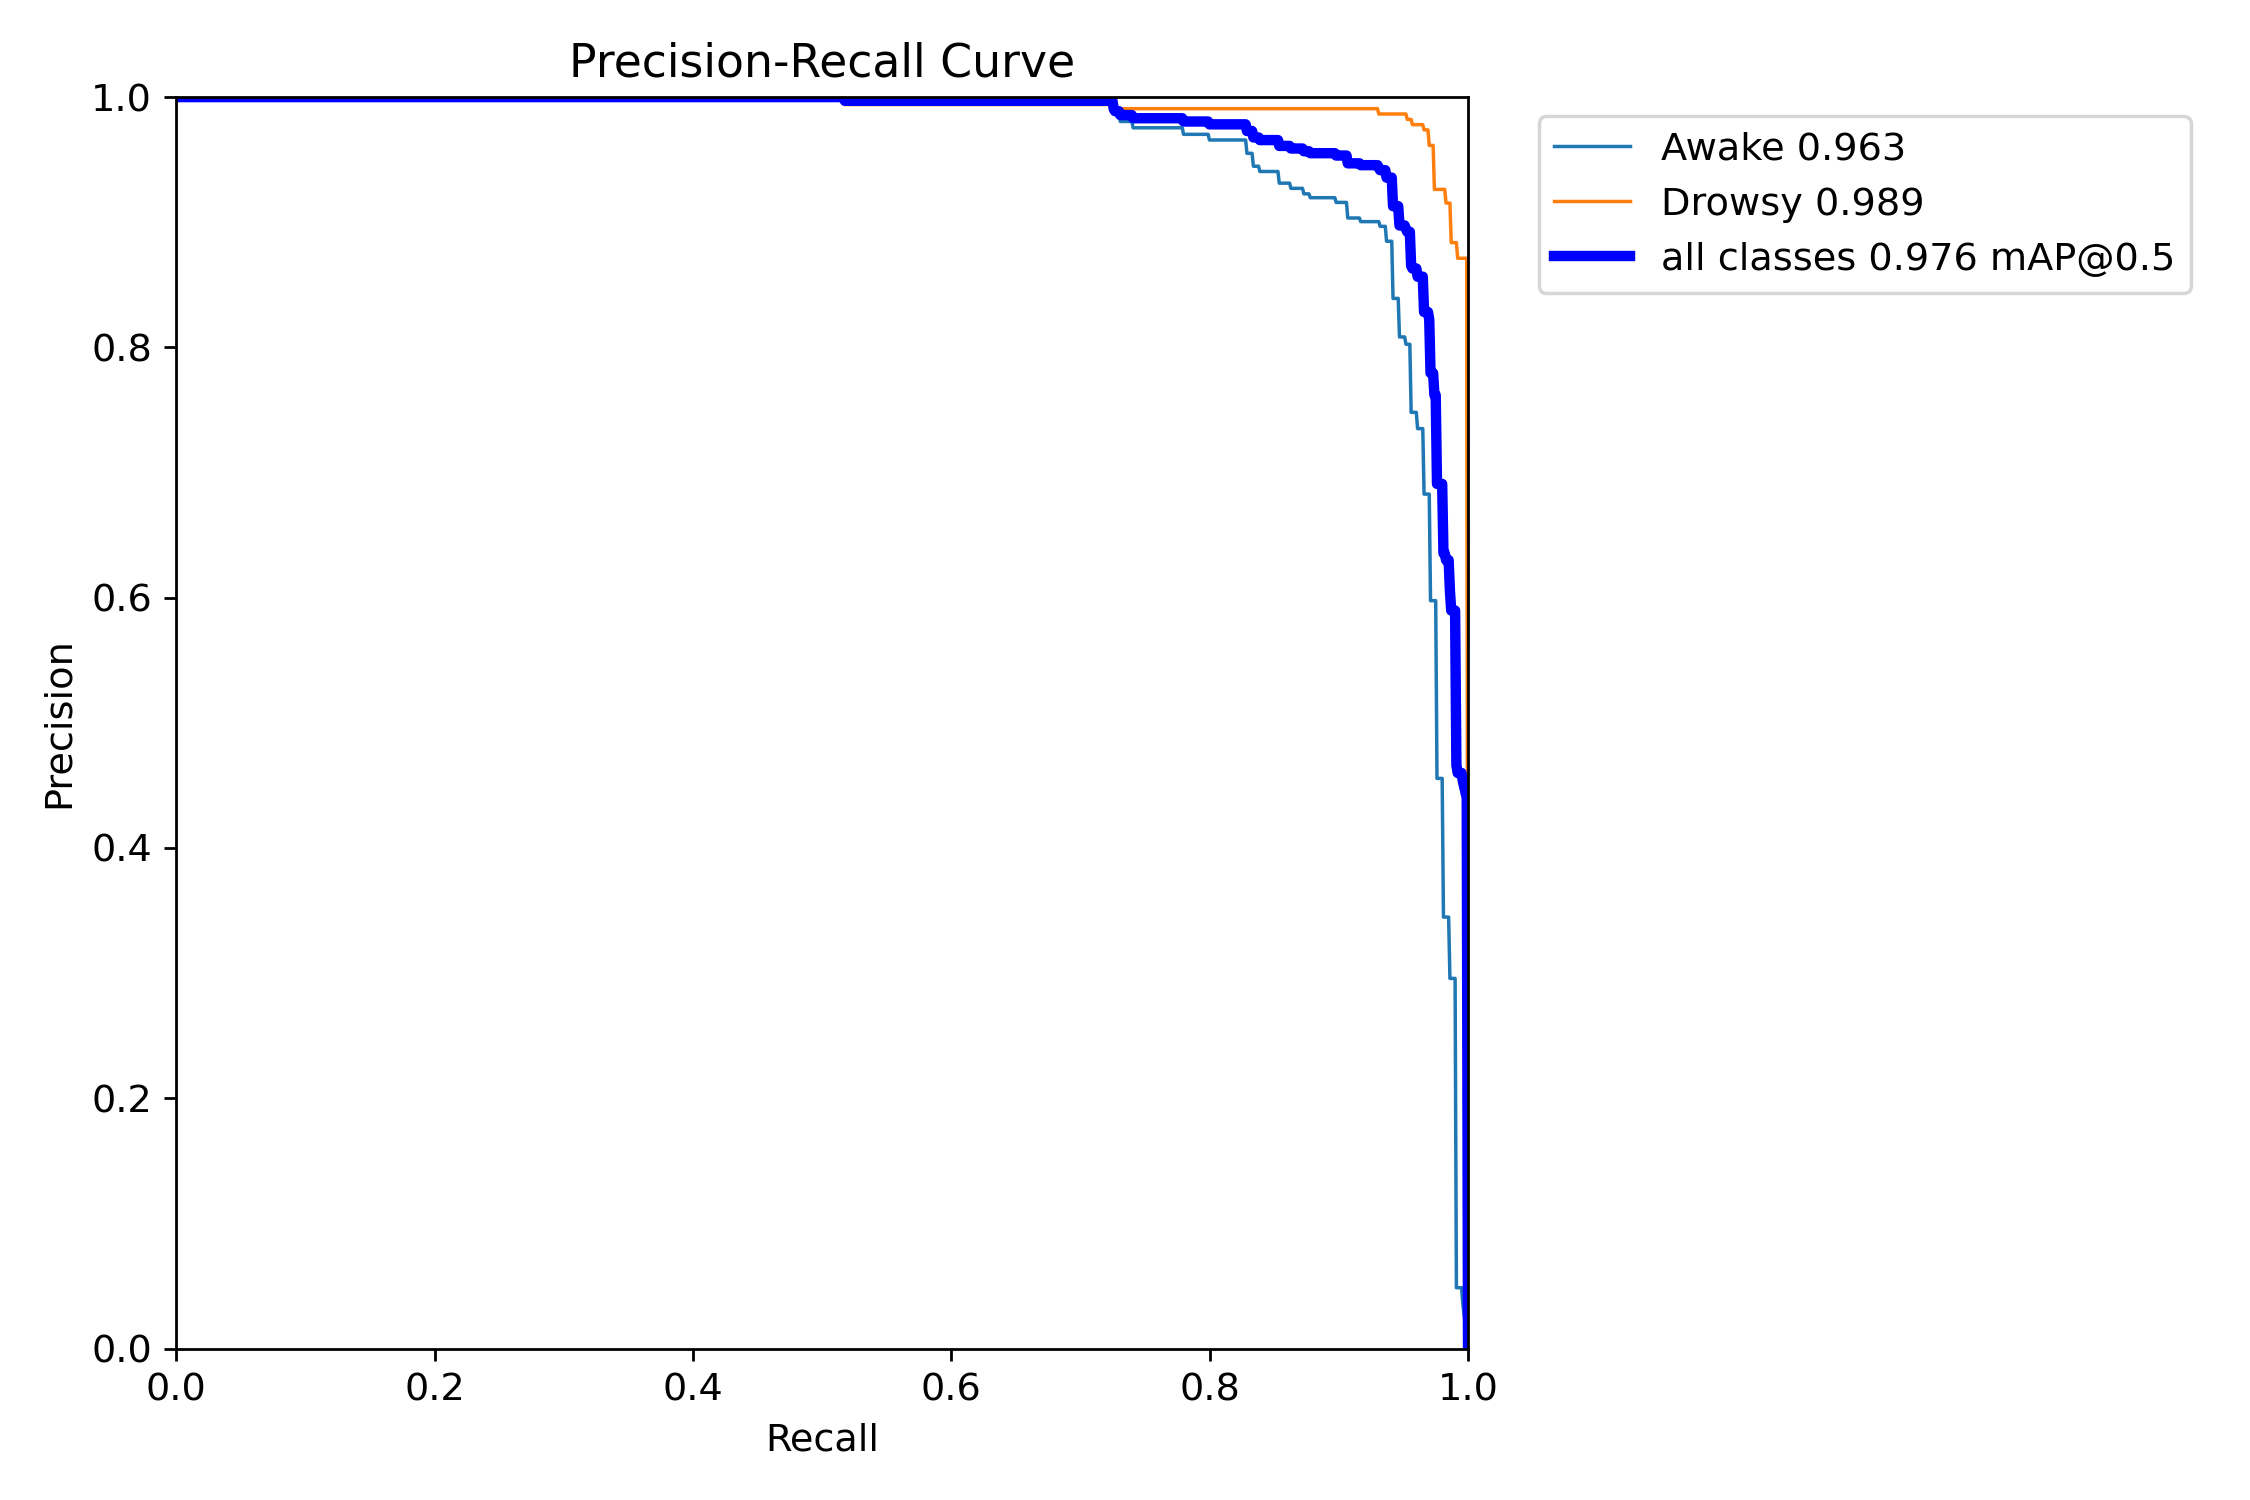 Precision-Recall Curve
1.0
0.8
0.6
0.4
0.2
0.0
Precision
0.0 0.2 0.4 0.6 0.8 1.0
Recall
Awake 0.963
Drowsy 0.989
all classes 0.976 mAP@0.5